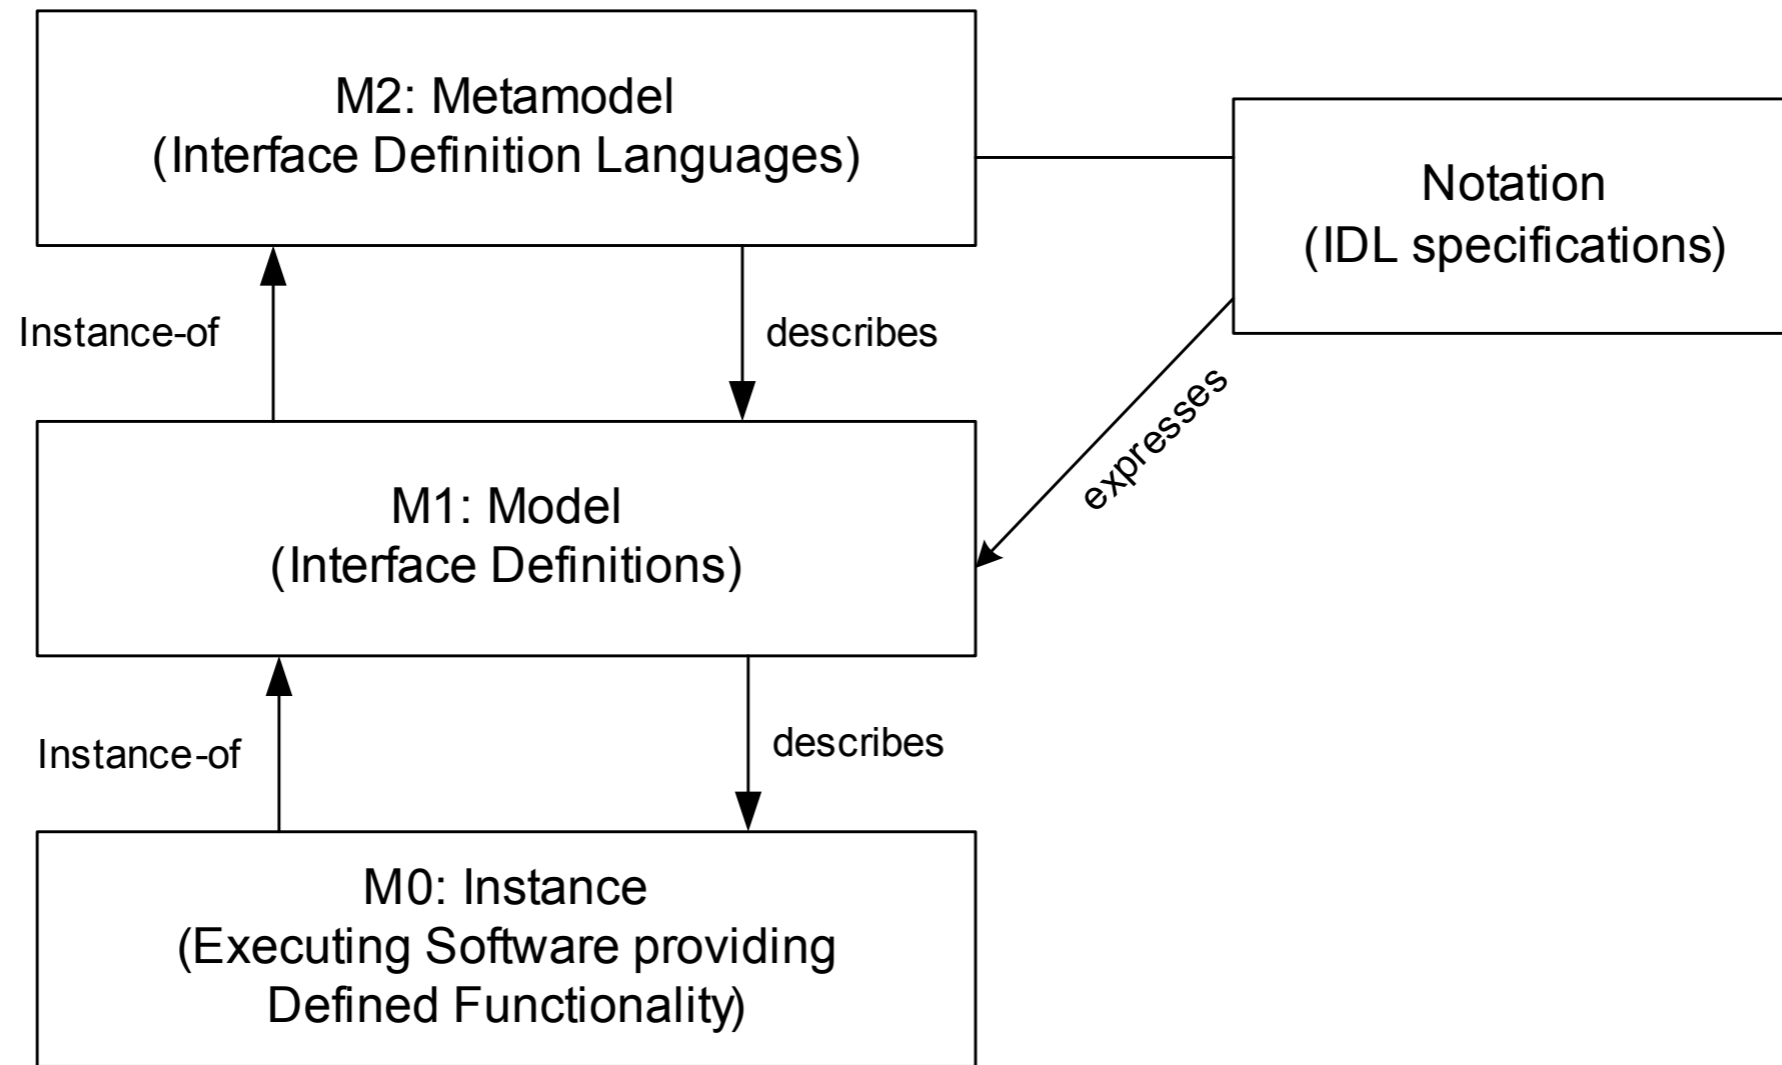 M2: Metamodel
(Interface Definition Languages)
Notation
(IDL specifications)
Instance-of
describes
expresses
M1: Model
(Interface Definitions)
Instance-of
describes
M0: Instance
(Executing Software providing
Defined Functionality)